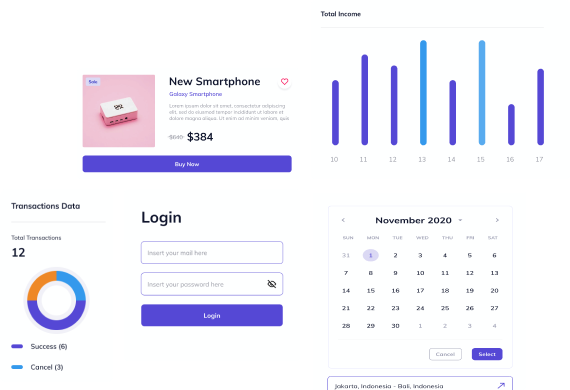 Total Income
10 11 12 13 14 15 16 17
Sale
New Smartphone
Galaxy Smartphone
Lorem ipsum dolor sit amet, consectetur adipiscing
elit, sed do eiusmod tempor incididunt ut labore et
dolore magna aliqua. Ut enim ad minim veniam, quis
$640 $384
Buy Now
Transactions Data
Total Transactions
12
Success (6)
Cancel (3)
Login
Insert your mail here
Insert your password here
Login
November 2020
SUN MON TUE WED THU FRI SAT
31 1 2 3 4 5 6
7 8 9 10 11 12 13
14 15 16 17 18 19 20
21 22 23 24 25 26 27
28 29 30 1 2 3 4
Cancel Select
Jakarta, Indonesia - Bali, Indonesia